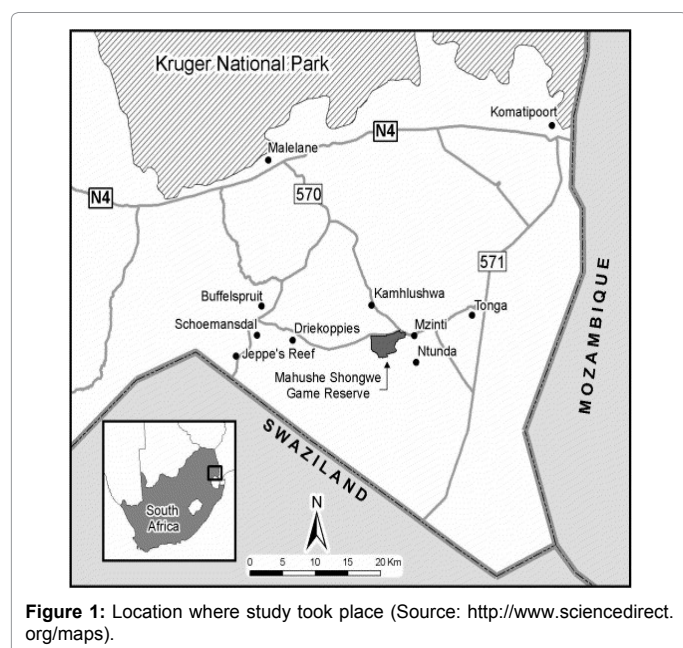 Kruger National Park
Komatipoort
N4
Malelane
570
N4
571
Buffelspruit
Kamhlushwa
Tonga
Schoemansdal
Driekoppies
Mzinti
Jeppe's Reef
Ntunda
Mahushe Shongwe
Game Reserve
MOZAMBIQUE
SWAZILAND
South
Africa
N
0 5 10 15 20 Km
Figure 1: Location where study took place (Source: http://www.sciencedirect.
org/maps).